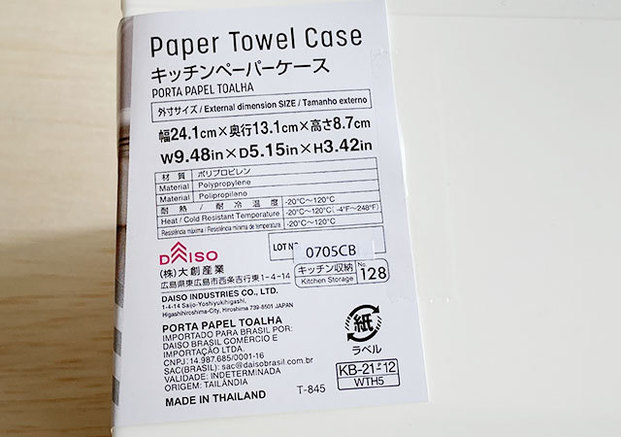 Paper Towel Case
キッチンペーパーケース
PORTA PAPEL TOALHA
外寸サイズ / External dimension SIZE / Tamanho externo
幅24.1cm×奥行13.1cm×高さ8.7cm
W9.48in×D5.15in×H3.42in
材質 ポリプロピレン
Material Polypropylene
Material Polipropileno
耐熱/耐冷温度 -20°C〜120°C
Heat / Cold Resistant Temperature -20°C〜120°C( -4°F〜248°F)
Resistência máxima / Resistência mínima de temperatura -20°C〜120°C
DAISO
LOT No 0705CB
(株)大創産業
広島県東広島市西条吉行東1-4-14
キッチン収納 No. 128
Kitchen Storage
DAISO INDUSTRIES CO., LTD.
1-4-14 Saijo-Yoshiyukihigashi,
Higashihiroshima-City, Hiroshima 739-8501 JAPAN
PORTA PAPEL TOALHA
IMPORTADO PARA BRASIL POR:
DAISO BRASIL COMÉRCIO E
IMPORTAÇÃO LTDA.
CNPJ: 14.987.685/0001-16
SAC(BRASIL): sac@daisobrasil.com.br
VALIDADE: INDETERMINADA
ORIGEM: TAILÂNDIA
MADE IN THAILAND
T-845
紙
ラベル
KB-21-12
WTH5